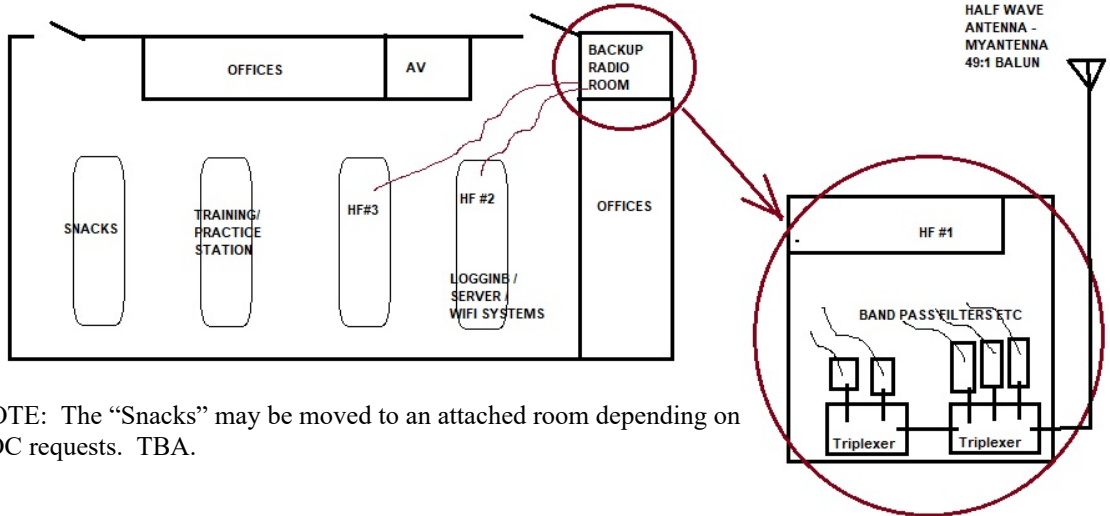 HALF WAVE
ANTENNA -
MYANTENNA
49:1 BALUN
BACKUP
RADIO
ROOM
OFFICES
AV
SNACKS
TRAINING/
PRACTICE
STATION
HF#3
HF #2
LOGGINB /
SERVER /
WIFI SYSTEMS
OFFICES
HF #1
BAND PASS FILTERS ETC
Triplexer
Triplexer
OTE: The “Snacks” may be moved to an attached room depending on
OC requests. TBA.